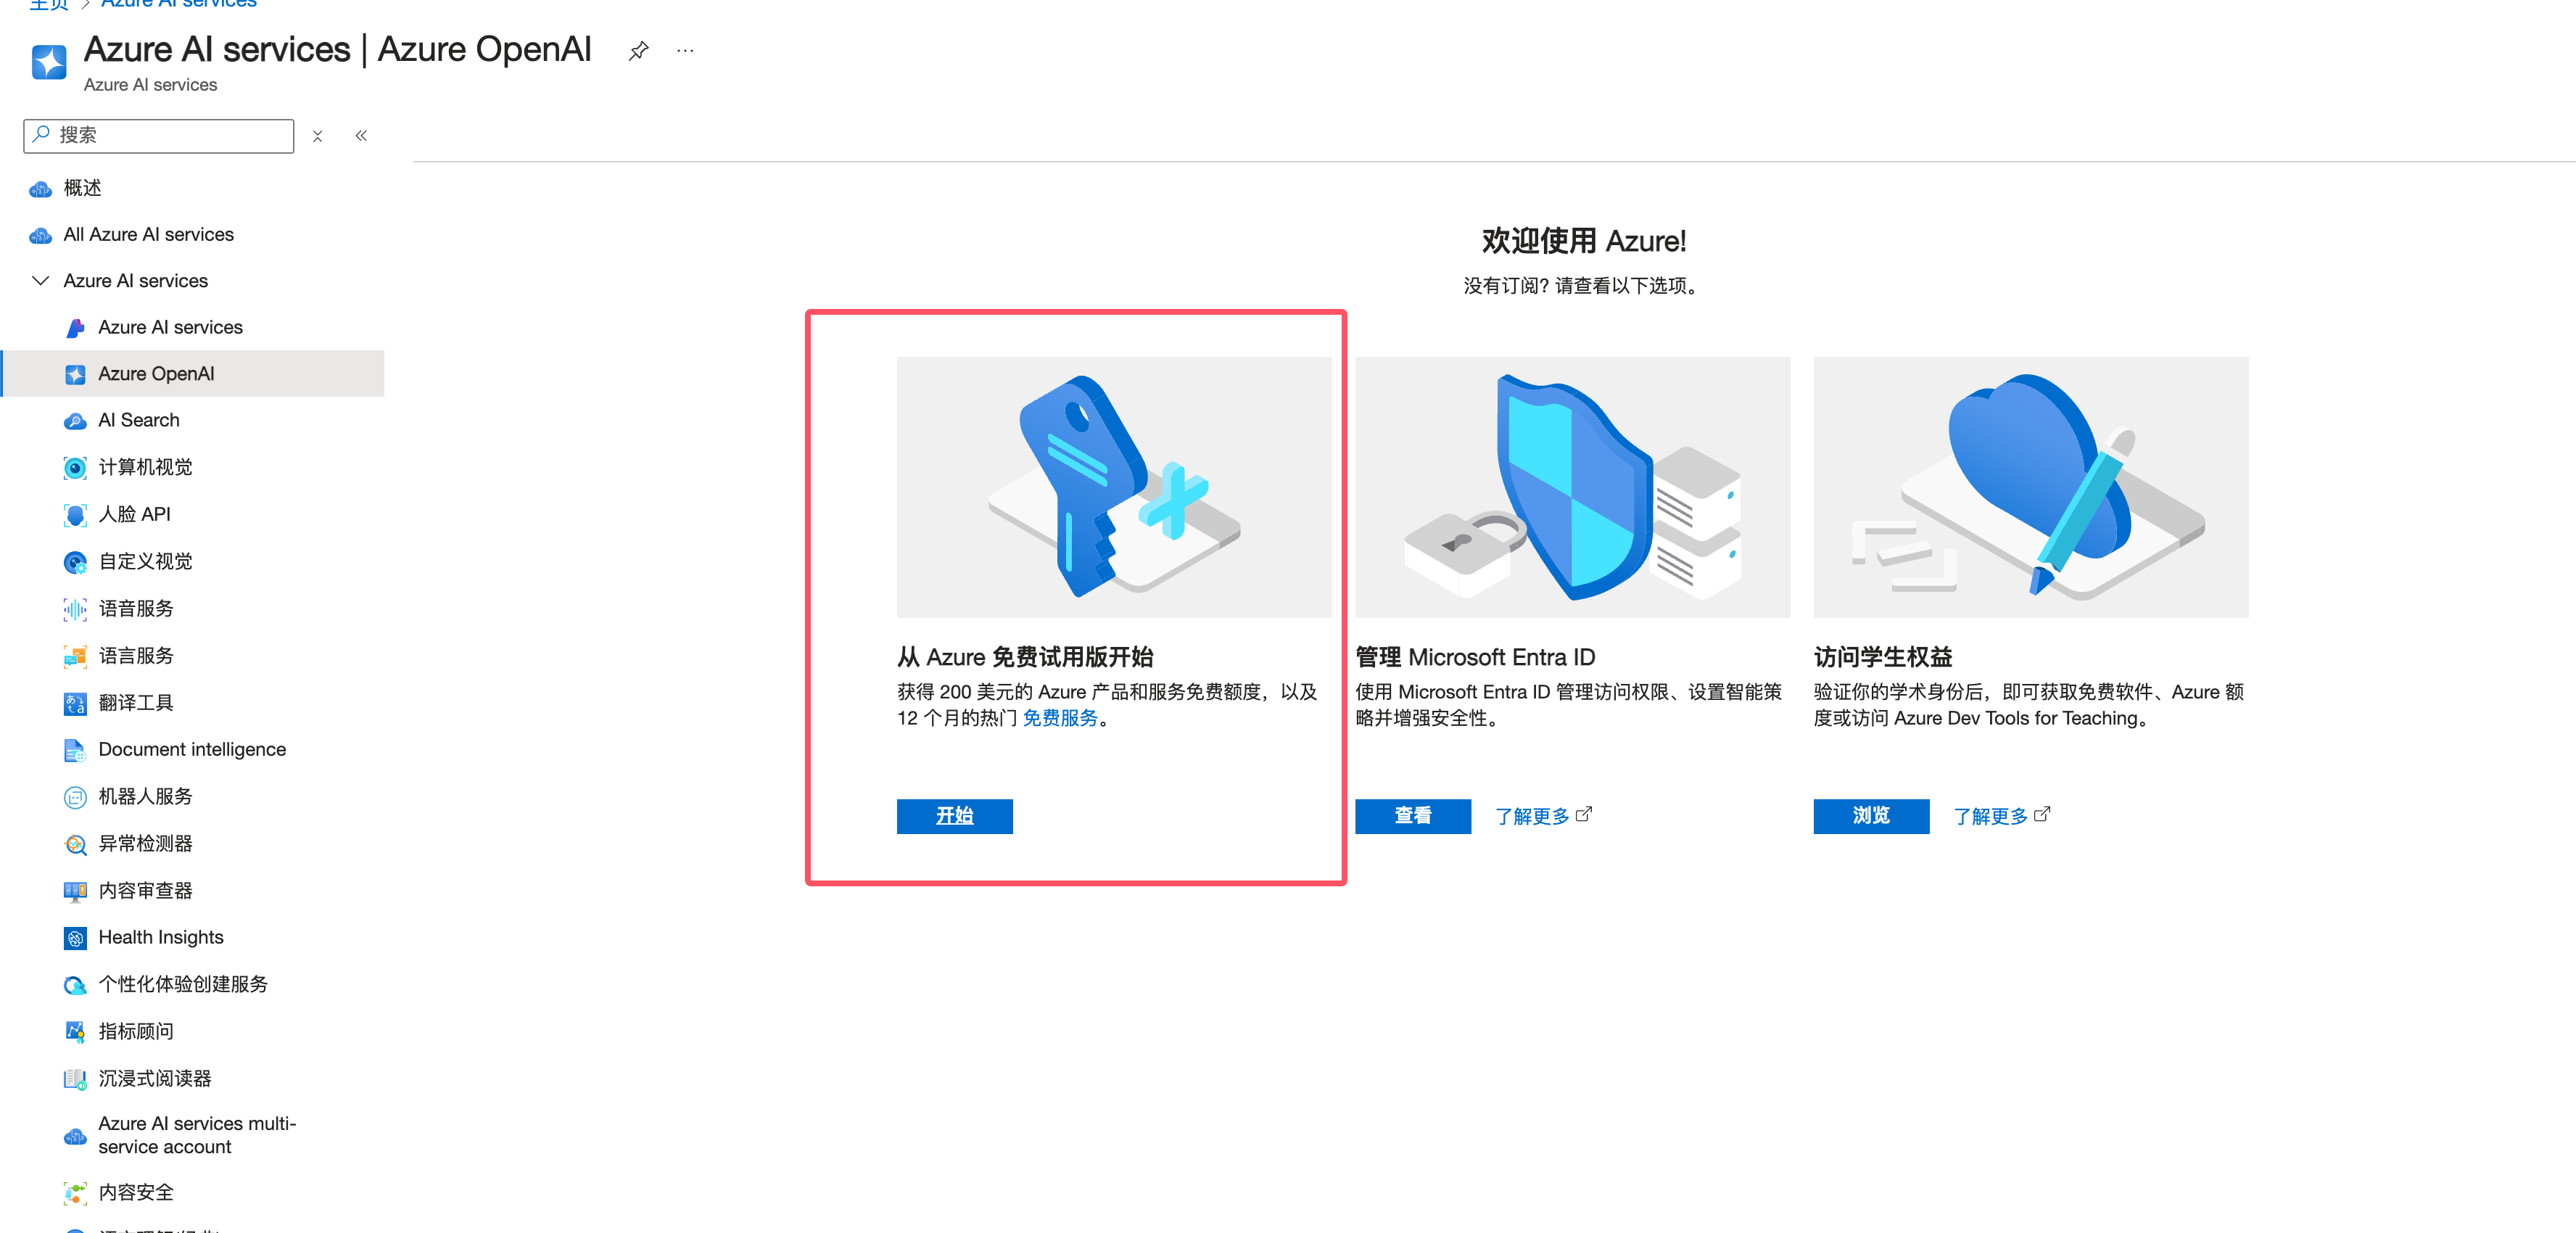 主页 > Azure AI services
Azure AI services | Azure OpenAI
Azure AI services
搜索
概述
All Azure AI services
Azure AI services
Azure AI services
Azure OpenAI
AI Search
计算机视觉
人脸 API
自定义视觉
语音服务
语言服务
翻译工具
Document intelligence
机器人服务
异常检测器
内容审查器
Health Insights
个性化体验创建服务
指标顾问
沉浸式阅读器
Azure AI services multi-
service account
内容安全
欢迎使用 Azure!
没有订阅? 请查看以下选项。
从 Azure 免费试用版开始
获得 200 美元的 Azure 产品和服务免费额度，以及
12 个月的热门 免费服务。
开始
管理 Microsoft Entra ID
使用 Microsoft Entra ID 管理访问权限、设置智能策
略并增强安全性。
查看 了解更多
访问学生权益
验证你的学术身份后，即可获取免费软件、Azure 额
度或访问 Azure Dev Tools for Teaching。
浏览 了解更多